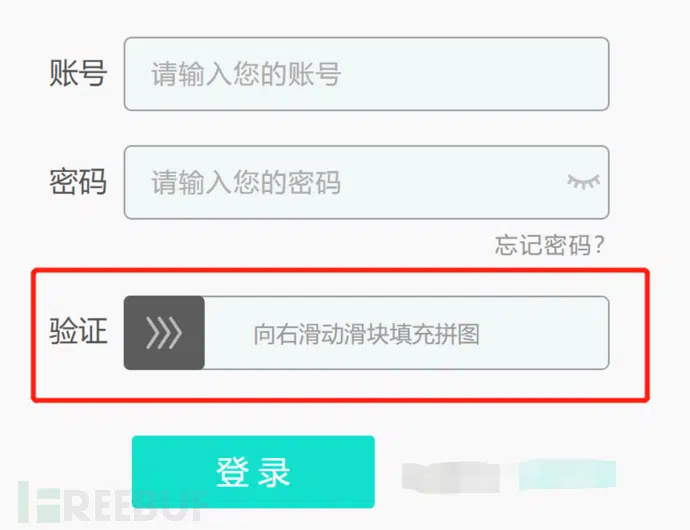 账号 请输入您的账号
密码 请输入您的密码
忘记密码?
验证 向右滑动滑块填充拼图
登录
FREEBUF